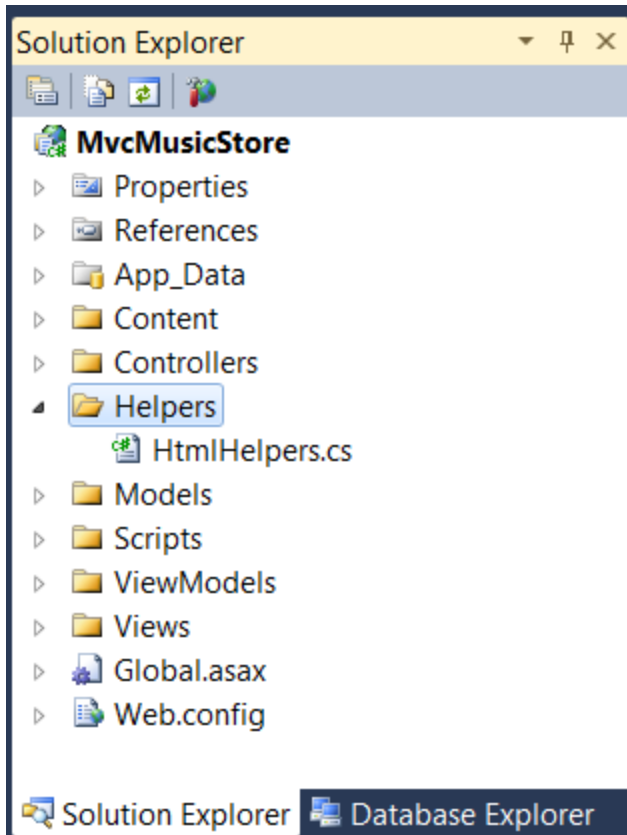 Solution Explorer
MvcMusicStore
Properties
References
App_Data
Content
Controllers
Helpers
HtmlHelpers.cs
Models
Scripts
ViewModels
Views
Global.asax
Web.config
Solution Explorer Database Explorer